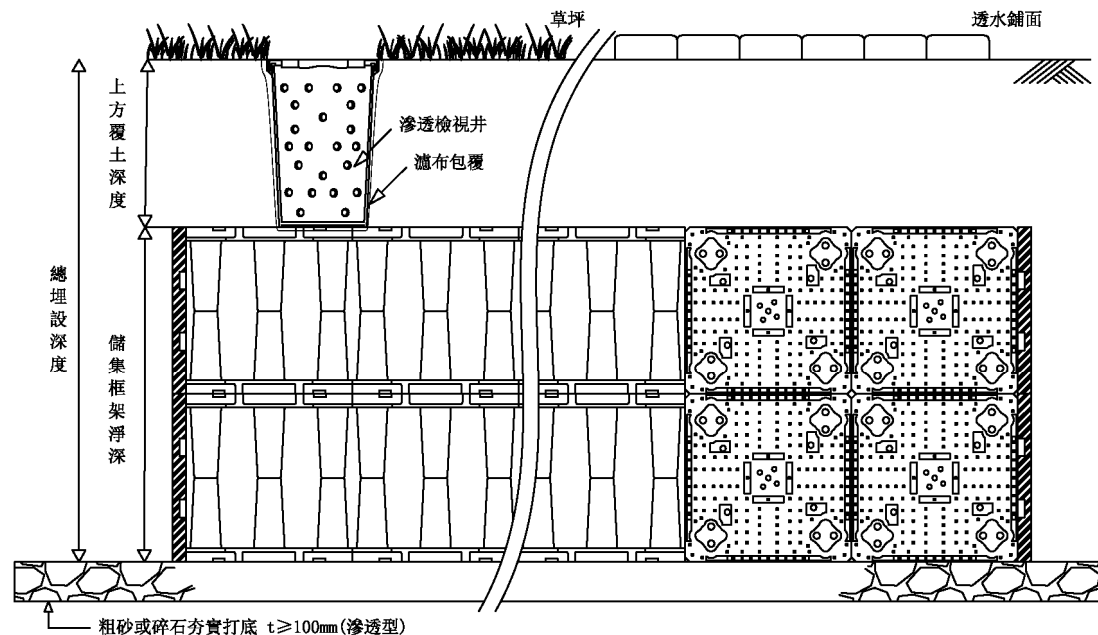 草坪
透水鋪面
上方覆土深度
滲透檢視井
濾布包覆
總埋設深度
儲集框架淨深
粗砂或碎石夯實打底 t≥100mm(滲透型)